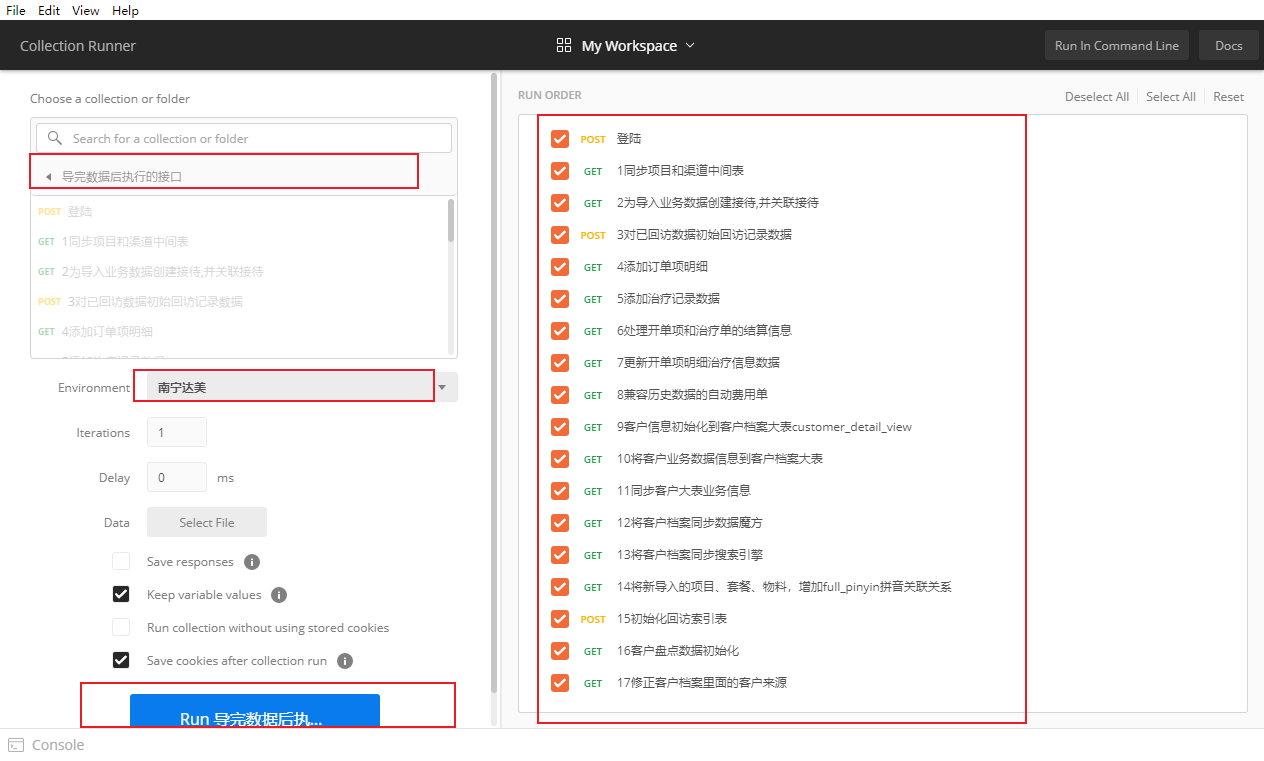 File Edit View Help
Collection Runner
My Workspace
Run In Command Line
Docs
Choose a collection or folder
Search for a collection or folder
导完数据后执行的接口
POST 登陆
GET 1同步项目和渠道中间表
GET 2为导入业务数据创建接待,并关联接待
POST 3对已回访数据初始回访记录数据
GET 4添加订单项明细
Environment 南宁达美
Iterations 1
Delay 0 ms
Data Select File
Save responses
Keep variable values
Run collection without using stored cookies
Save cookies after collection run
Run 导完数据后执...
RUN ORDER
Deselect All Select All Reset
POST 登陆
GET 1同步项目和渠道中间表
GET 2为导入业务数据创建接待,并关联接待
POST 3对已回访数据初始回访记录数据
GET 4添加订单项明细
GET 5添加治疗记录数据
GET 6处理开单项和治疗单的结算信息
GET 7更新开单项明细治疗信息数据
GET 8兼容历史数据的自动费用单
GET 9客户信息初始化到客户档案大表customer_detail_view
GET 10将客户业务数据信息到客户档案大表
GET 11同步客户大表业务信息
GET 12将客户档案同步数据魔方
GET 13将客户档案同步搜索引擎
GET 14将新导入的项目、套餐、物料，增加full_pinyin拼音关联关系
POST 15初始化回访索引表
GET 16客户盘点数据初始化
GET 17修正客户档案里面的客户来源
Console